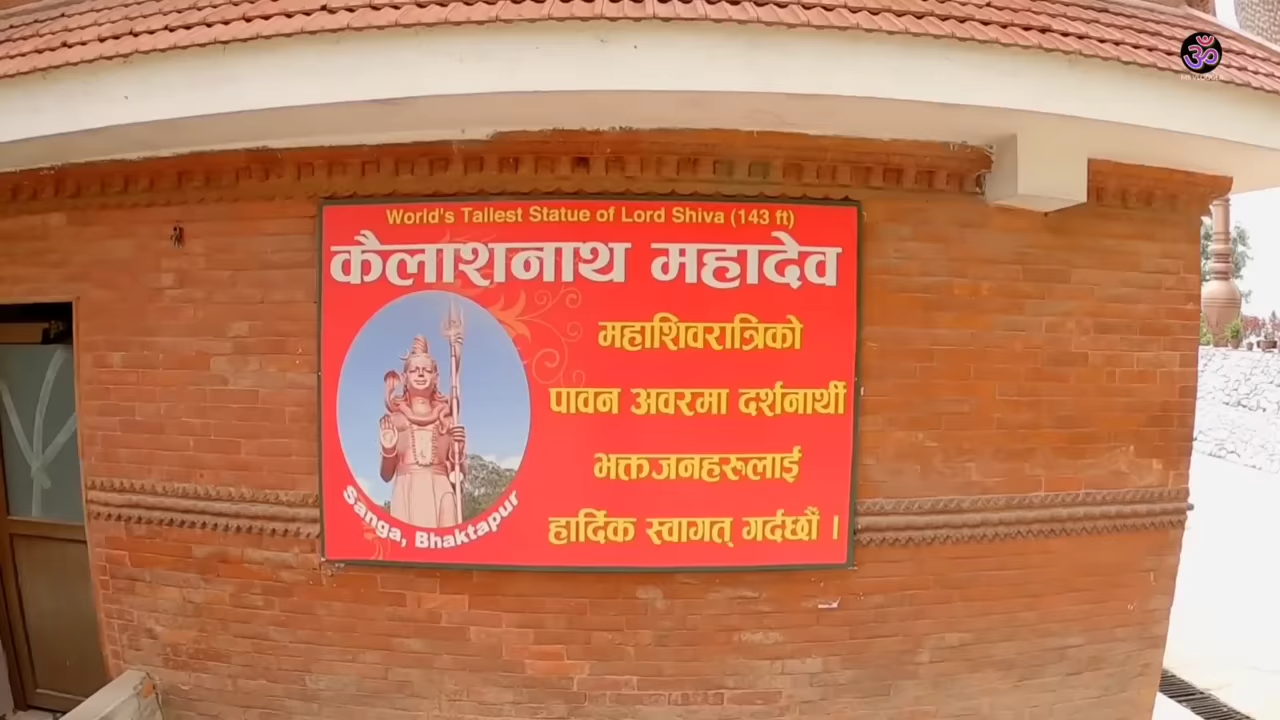 World's Tallest Statue of Lord Shiva (143 ft)
कैलाशनाथ महादेव
महाशिवरात्रिको
पावन अवरमा दर्शनार्थी
भक्तजनहरुलाई
हार्दिक स्वागत गर्दछौं ।
Sanga, Bhaktapur
ॐ